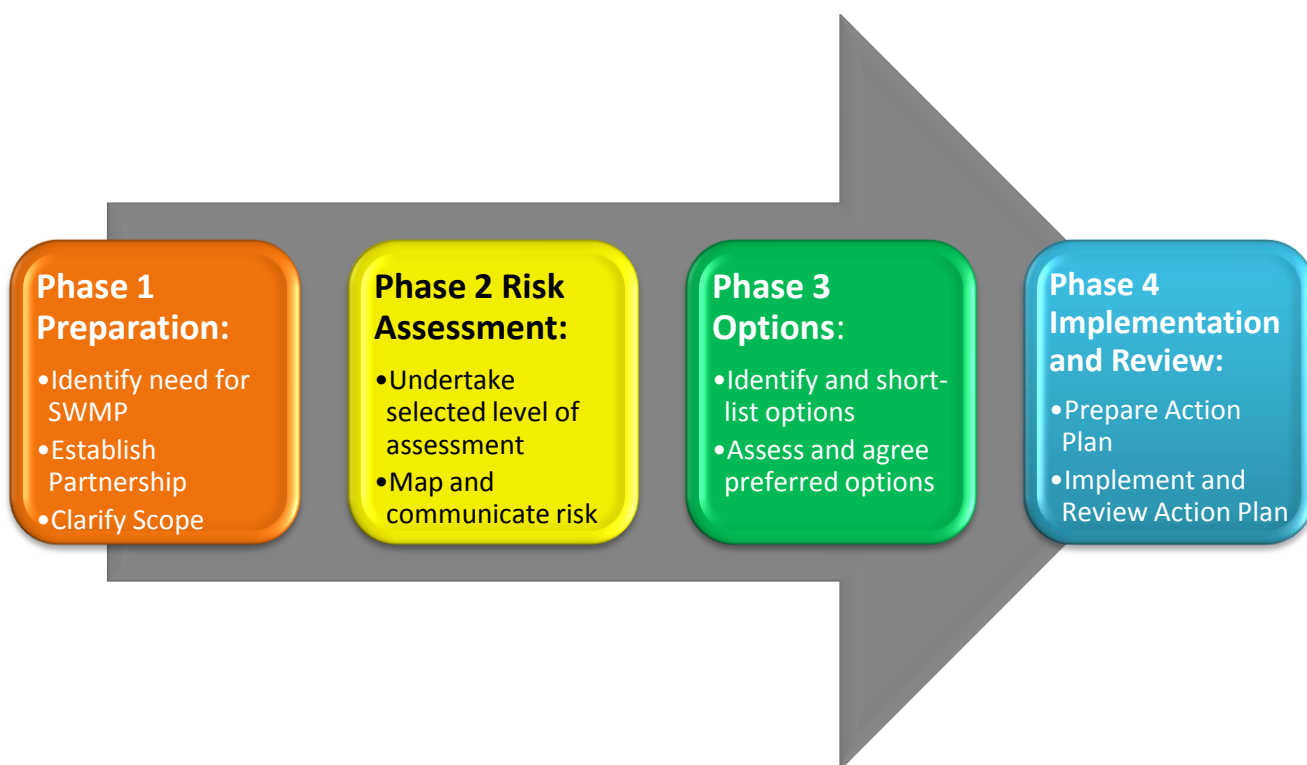 Phase 1
Preparation:
•Identify need for
SWMP
•Establish
Partnership
•Clarify Scope
Phase 2 Risk
Assessment:
•Undertake
selected level of
assessment
•Map and
communicate risk
Phase 3
Options:
•Identify and short-
list options
•Assess and agree
preferred options
Phase 4
Implementation
and Review:
•Prepare Action
Plan
•Implement and
Review Action Plan